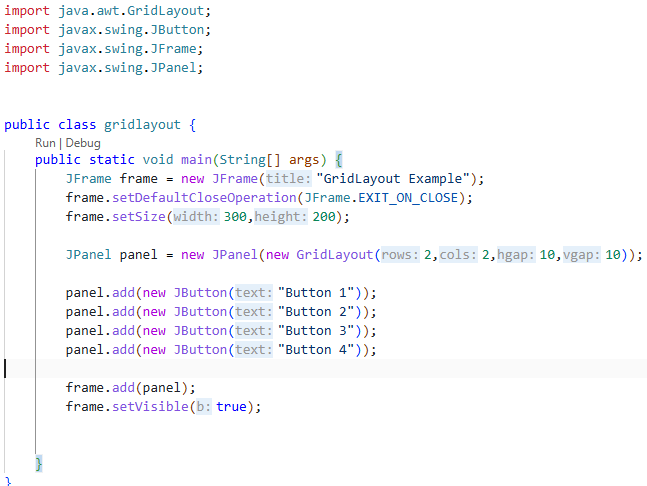 import java.awt.GridLayout;
import javax.swing.JButton;
import javax.swing.JFrame;
import javax.swing.JPanel;
public class gridlayout {
Run | Debug
public static void main(String[] args) {
JFrame frame = new JFrame(title: "GridLayout Example");
frame.setDefaultCloseOperation(JFrame.EXIT_ON_CLOSE);
frame.setSize(width: 300,height: 200);
JPanel panel = new JPanel(new GridLayout(rows: 2,cols: 2,hgap: 10,vgap: 10));
panel.add(new JButton(text: "Button 1"));
panel.add(new JButton(text: "Button 2"));
panel.add(new JButton(text: "Button 3"));
panel.add(new JButton(text: "Button 4"));
frame.add(panel);
frame.setVisible(b: true);
}
}